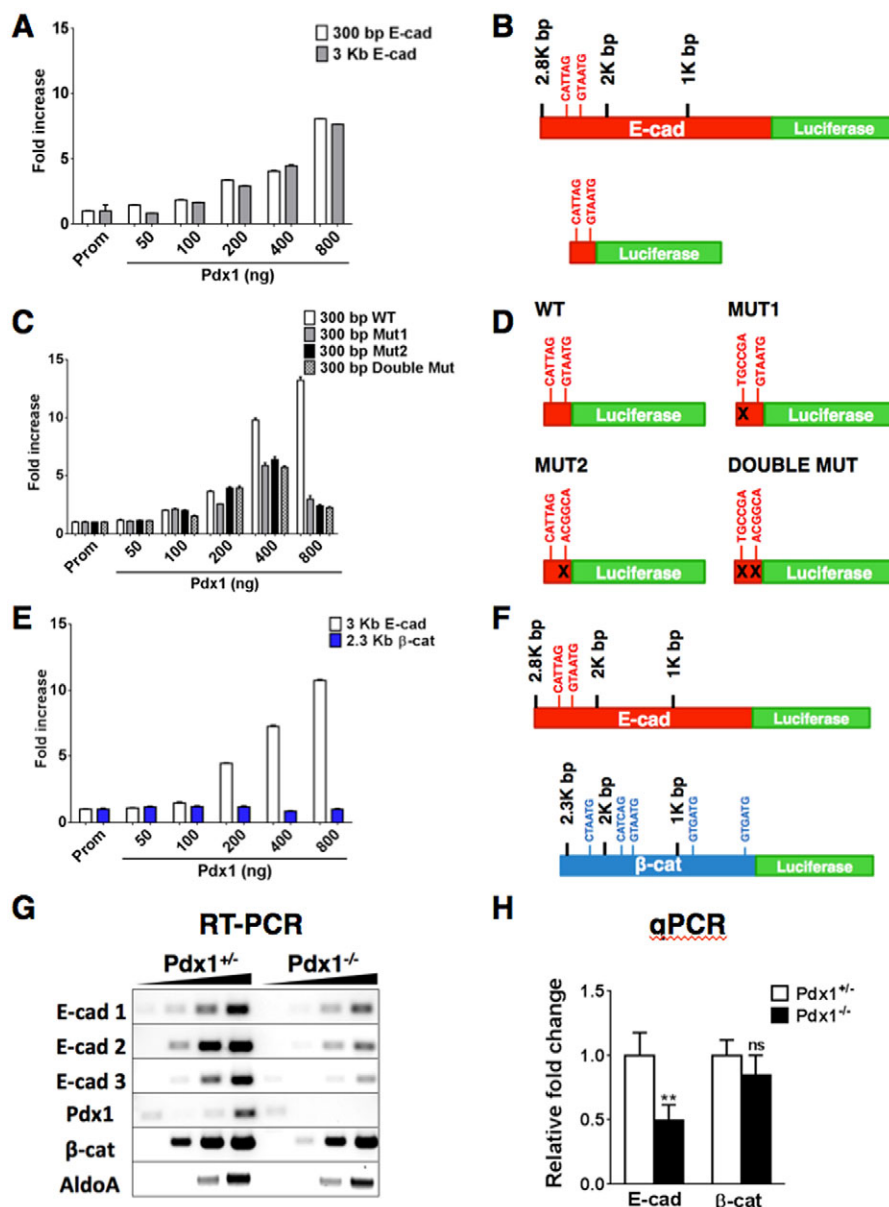 A
300 bp E-cad
3 Kb E-cad
Fold increase
15
10
5
0
Prom
50
100
200
400
800
Pdx1 (ng)
B
2.8K bp
CATTAG
GTAATG
2K bp
1K bp
E-cad
Luciferase
CATTAG
GTAATG
Luciferase
C
300 bp WT
300 bp Mut1
300 bp Mut2
300 bp Double Mut
Fold increase
15
10
5
0
Prom
50
100
200
400
800
Pdx1 (ng)
D
WT
CATTAG
GTAATG
Luciferase
MUT1
TGCCGA
GTAATG
X
Luciferase
MUT2
CATTAG
ACGGCA
X
Luciferase
DOUBLE MUT
TGCCGA
ACGGCA
XX
Luciferase
E
3 Kb E-cad
2.3 Kb β-cat
Fold increase
15
10
5
0
Prom
50
100
200
400
800
Pdx1 (ng)
F
2.8K bp
CATTAG
GTAATG
2K bp
1K bp
E-cad
Luciferase
2.3K bp
CTAATG
2K bp
CATCAG
GTAATG
1K bp
GTGATG
GTGATG
β-cat
Luciferase
G
RT-PCR
Pdx1+/-
Pdx1-/-
E-cad 1
E-cad 2
E-cad 3
Pdx1
β-cat
AldoA
H
qPCR
Pdx1+/-
Pdx1-/-
Relative fold change
1.5
1.0
0.5
0
**
ns
E-cad
β-cat